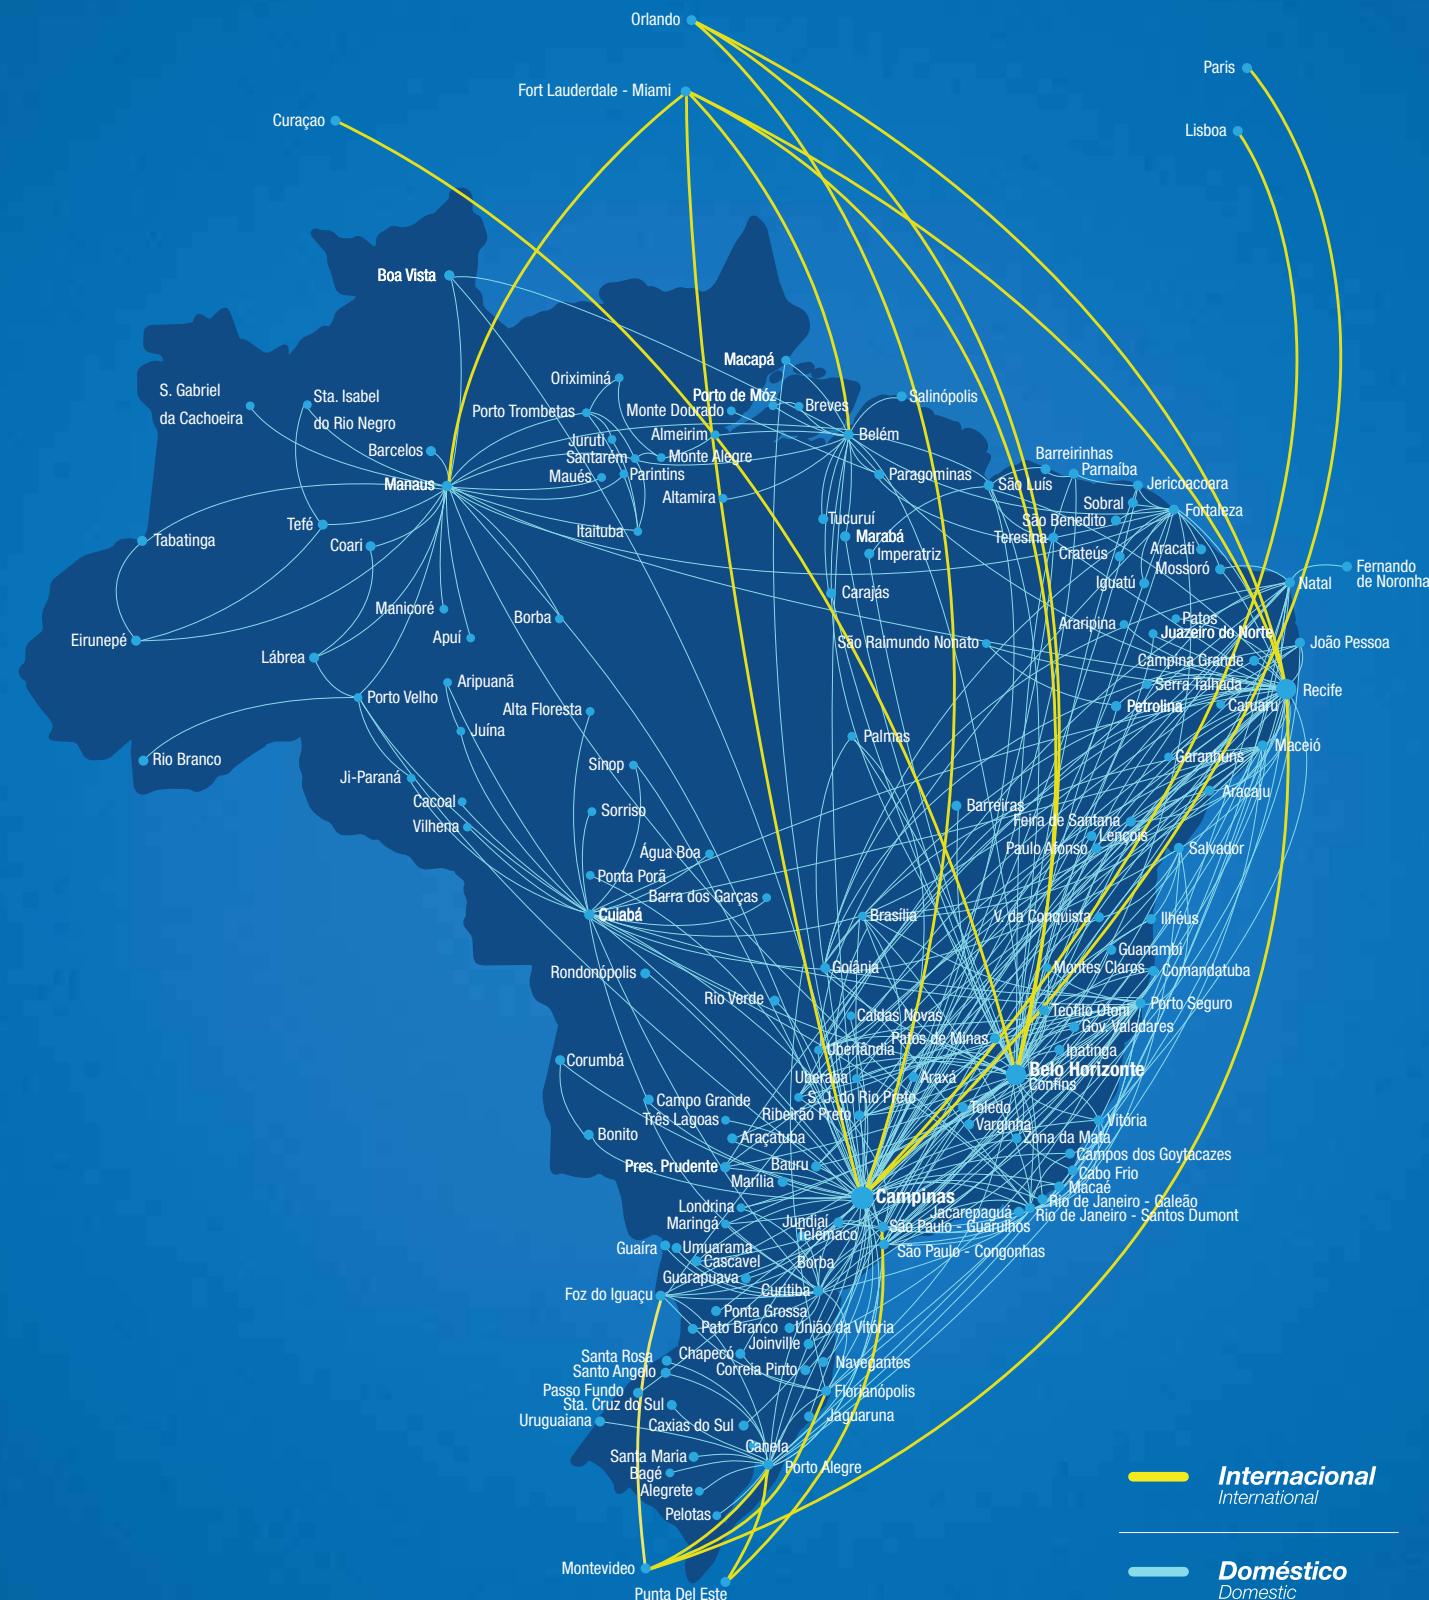 Orlando
Paris
Fort Lauderdale - Miami
Curaçao
Lisboa
Boa Vista
Macapá
Oriximiná
S. Gabriel
da Cachoeira
Sta. Isabel
do Rio Negro
Porto de Móz
Salinópolis
Porto Trombetas
Monte Dourado
Breves
Juruti
Almeirim
Belém
Barcelos
Santarém
Monte Alegre
Barreirinhas
Maués
Parintins
Parnaíba
Manaus
Paragominas
São Luís
Jericoacoara
Altamira
Sobral
Fortaleza
Tefé
Tucuruí
São Benedito
Itaituba
Marabá
Teresina
Tabatinga
Coari
Imperatriz
Crateús
Aracati
Mossoró
Fernando
de Noronha
Iguatú
Natal
Carajás
Manicoré
Borba
Patos
Araripina
Juazeiro do Norte
Eirunepé
Apuí
São Raimundo Nonato
João Pessoa
Lábrea
Campina Grande
Aripuanã
Serra Talhada
Recife
Porto Velho
Alta Floresta
Petrolina
Caruaru
Juína
Palmas
Maceió
Rio Branco
Sinop
Garanhuns
Ji-Paraná
Aracaju
Cacoal
Sorriso
Barreiras
Vilhena
Feira de Santana
Lençois
Água Boa
Paulo Afonso
Salvador
Ponta Porã
Barra dos Garças
Cuiabá
Brasília
V. da Conquista
Ilhéus
Guanambi
Rondonópolis
Goiânia
Montes Claros
Comandatuba
Rio Verde
Porto Seguro
Caldas Novas
Teófilo Otoni
Gov. Valadares
Patos de Minas
Uberlândia
Ipatinga
Corumbá
Belo Horizonte
Confins
Uberaba
Araxá
Campo Grande
S. J. do Rio Preto
Três Lagoas
Ribeirão Preto
Toledo
Vitória
Varginha
Bonito
Araçatuba
Zona da Mata
Campos dos Goytacazes
Pres. Prudente
Bauru
Cabo Frio
Marília
Macaé
Campinas
Rio de Janeiro - Galeão
Londrina
Jacarepaguá
Rio de Janeiro - Santos Dumont
Maringá
Jundiaí
São Paulo - Guarulhos
Telêmaco
Borba
Guaíra
Umuarama
São Paulo - Congonhas
Cascavel
Guarapuava
Foz do Iguaçu
Curitiba
Ponta Grossa
Pato Branco
União da Vitória
Joinville
Santa Rosa
Chapecó
Navegantes
Santo Angelo
Correia Pinto
Passo Fundo
Florianópolis
Sta. Cruz do Sul
Uruguaiana
Caxias do Sul
Jaguaruna
Canela
Santa Maria
Porto Alegre
Bagé
Alegrete
Pelotas
Internacional
International
Montevideo
Punta Del Este
Doméstico
Domestic